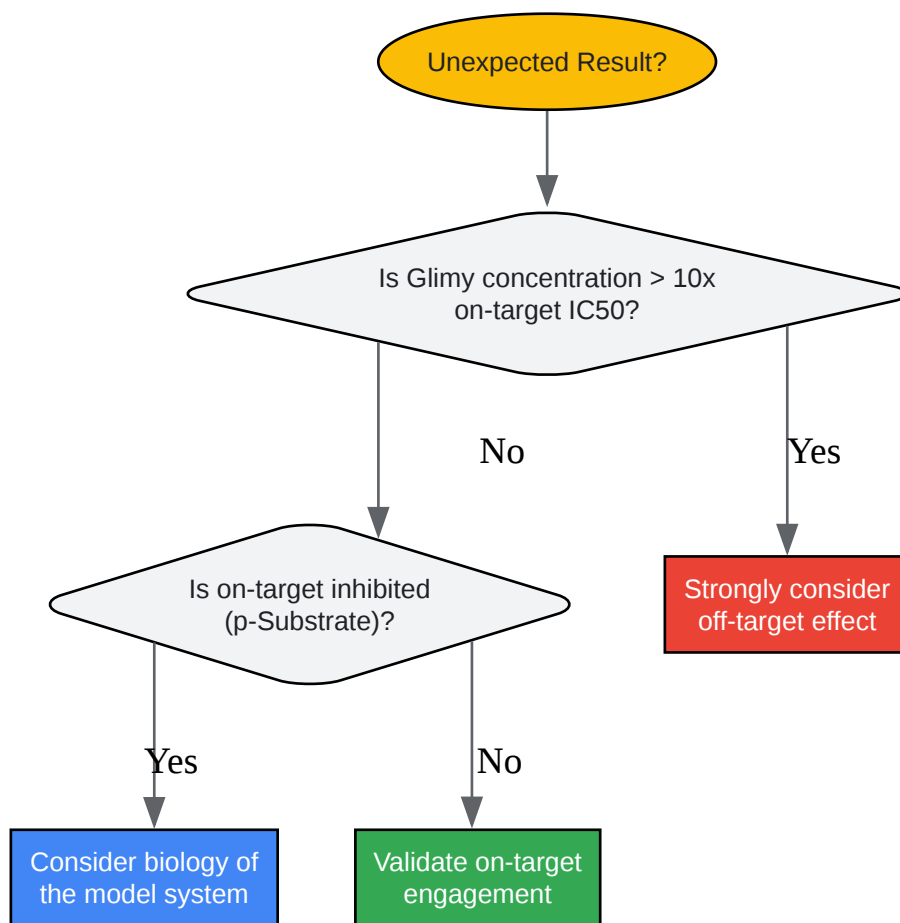 Unexpected Result?
Is Glimy concentration > 10x
on-target IC50?
No
Yes
Is on-target inhibited
(p-Substrate)?
Strongly consider
off-target effect
Yes
No
Consider biology of
the model system
Validate on-target
engagement